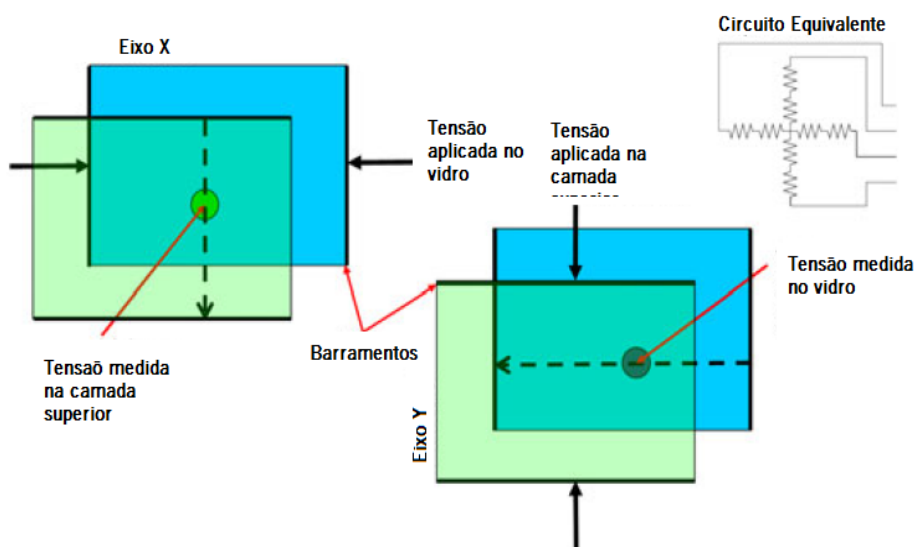 Circuito Equivalente
Eixo X
Tensão
aplicada no
vidro
Tensão
aplicada na
camada
Tensão medida
no vidro
Barramentos
Tensaõ medida
na camada
superior
Eixo Y